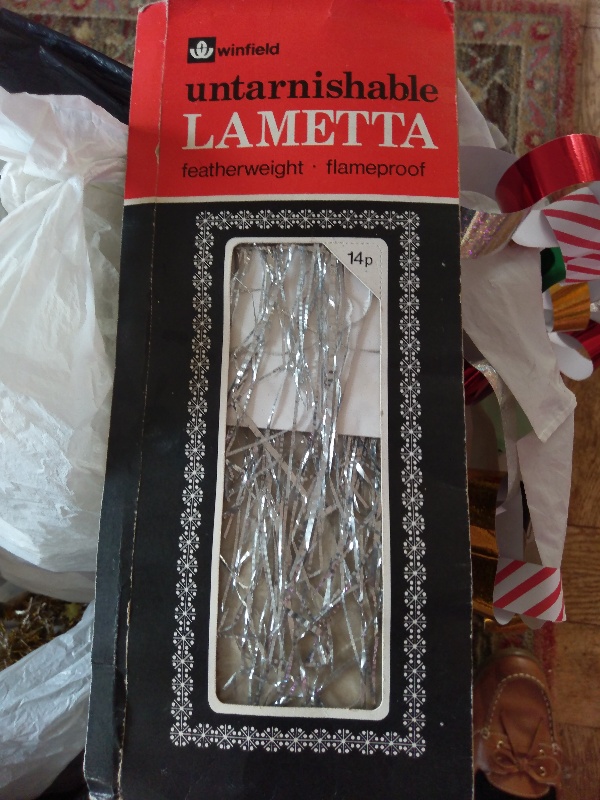 winfield
untarnishable
LAMETTA
featherweight · flameproof
14p